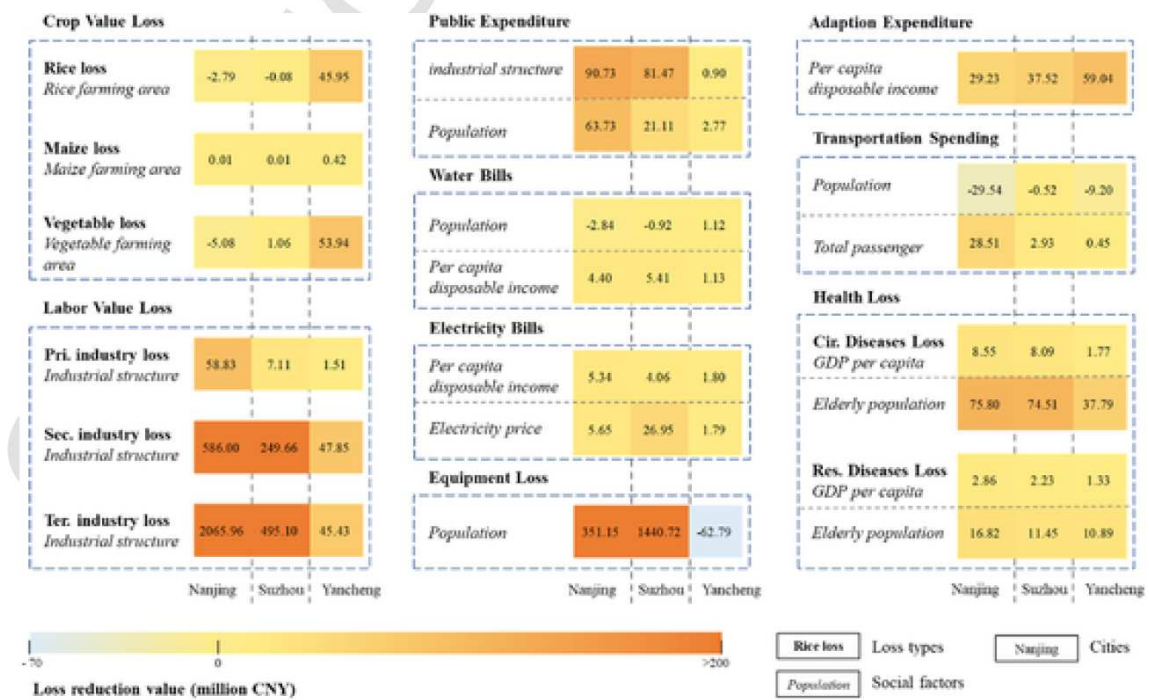 Crop Value Loss
Rice loss
Rice farming area
-2.79 -0.08 45.95
Maize loss
Maize farming area
0.01 0.01 0.42
Vegetable loss
Vegetable farming
area
-5.08 1.06 53.94
Labor Value Loss
Pri. industry loss
Industrial structure
58.83 7.11 1.51
Sec. industry loss
Industrial structure
586.00 249.66 47.85
Ter. industry loss
Industrial structure
2065.96 495.10 45.43
Nanjing Suzhou Yancheng
Public Expenditure
industrial structure
90.73 81.47 0.90
Population
63.73 21.11 2.77
Water Bills
Population
-2.84 -0.92 1.12
Per capita
disposable income
4.40 5.41 1.13
Electricity Bills
Per capita
disposable income
5.34 4.06 1.80
Electricity price
5.65 26.95 1.79
Equipment Loss
Population
351.15 1440.72 -62.79
Nanjing Suzhou Yancheng
Adaption Expenditure
Per capita
disposable income
29.23 37.52 59.04
Transportation Spending
Population
-29.54 -0.52 -9.20
Total passenger
28.51 2.93 0.45
Health Loss
Cir. Diseases Loss
GDP per capita
8.55 8.09 1.77
Elderly population
75.80 74.51 37.79
Res. Diseases Loss
GDP per capita
2.86 2.23 1.33
Elderly population
16.82 11.45 10.89
Nanjing Suzhou Yancheng
-70 0 >200
Loss reduction value (million CNY)
Rice loss Loss types
Nanjing Cities
Population Social factors